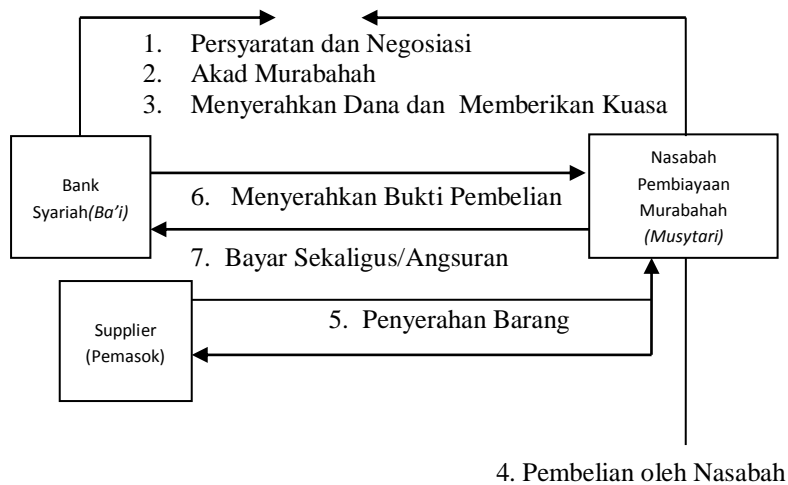 1. Persyaratan dan Negosiasi
2. Akad Murabahah
3. Menyerahkan Dana dan Memberikan Kuasa
Bank
Syariah(Ba'i)
Nasabah
Pembiayaan
Murabahah
(Musytari)
6. Menyerahkan Bukti Pembelian
7. Bayar Sekaligus/Angsuran
Supplier
(Pemasok)
5. Penyerahan Barang
4. Pembelian oleh Nasabah